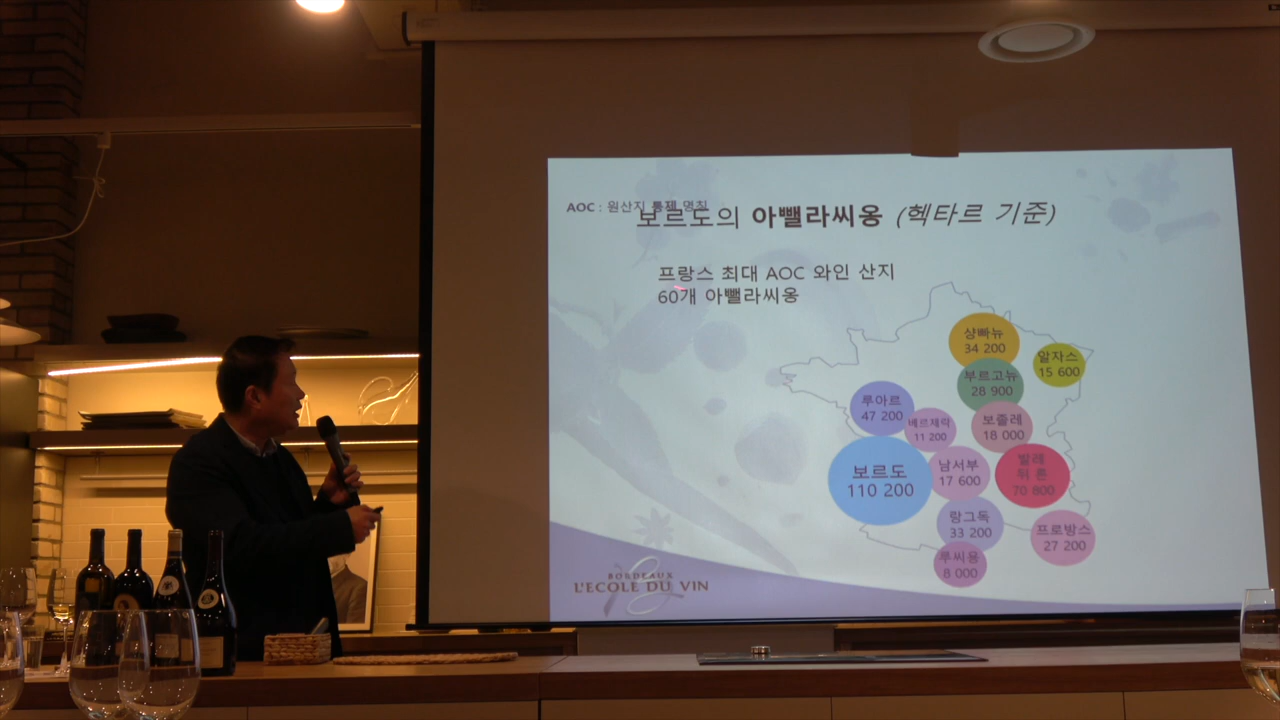 AOC : 원산지 통제 명칭
보르도의 아뺄라씨옹 (헥타르 기준)
프랑스 최대 AOC 와인 산지
60개 아뺄라씨옹
샹빠뉴
34 200
알자스
15 600
부르고뉴
28 900
루아르
47 200
베르제락
11 200
보졸레
18 000
보르도
110 200
남서부
17 600
발레
뒤 론
70 800
랑그독
33 200
프로방스
27 200
루씨용
8 000
BORDEAUX
L'ECOLE DU VIN